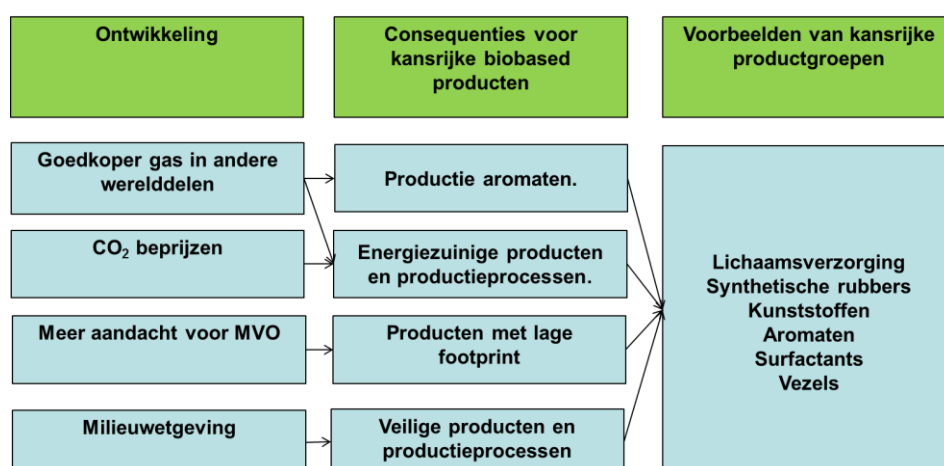 Ontwikkeling
Consequenties voor
kansrijke biobased
producten
Voorbeelden van kansrijke
productgroepen
Goedkoper gas in andere
werelddelen
Productie aromaten.
CO₂ beprijzen
Energiezuinige producten
en productieprocessen.
Meer aandacht voor MVO
Producten met lage
footprint
Milieuwetgeving
Veilige producten en
productieprocessen
Lichaamsverzorging
Synthetische rubbers
Kunststoffen
Aromaten
Surfactants
Vezels